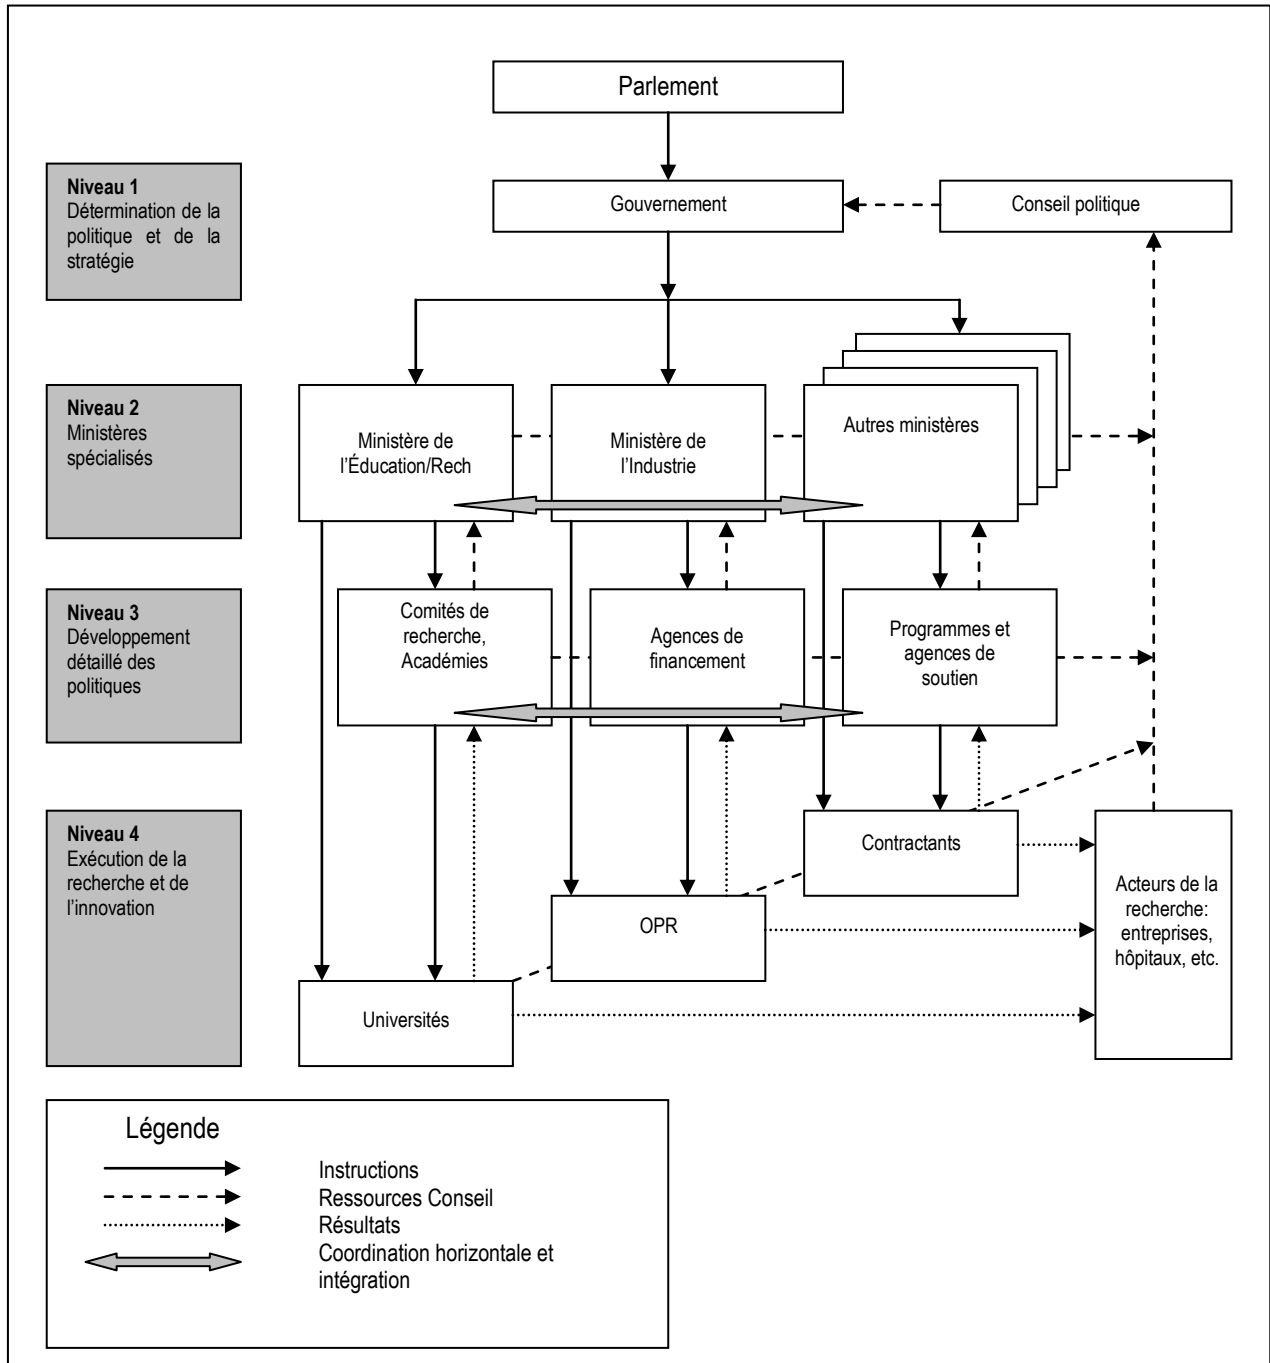 Parlement
Niveau 1
Détermination de la
politique et de la
stratégie
Gouvernement
Conseil politique
Niveau 2
Ministères
spécialisés
Ministère de
l'Éducation/Rech
Ministère de
l'Industrie
Autres ministères
Niveau 3
Développement
détaillé des
politiques
Comités de
recherche,
Académies
Agences de
financement
Programmes et
agences de
soutien
Niveau 4
Exécution de la
recherche et de
l'innovation
Contractants
OPR
Universités
Acteurs de la
recherche:
entreprises,
hôpitaux, etc.
Légende
Instructions
Ressources Conseil
Résultats
Coordination horizontale et
intégration